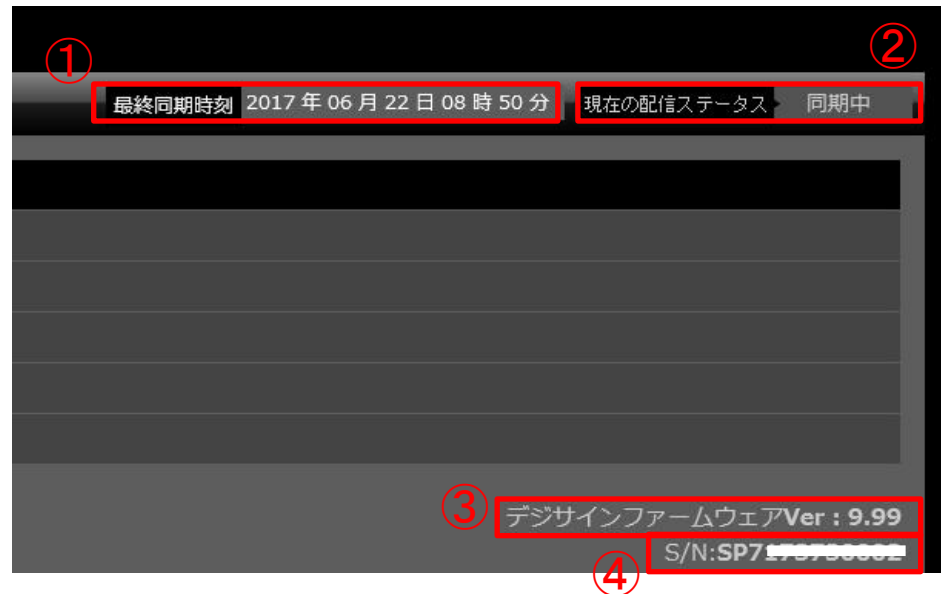 ① ②
最終同期時刻 2017 年 06 月 22 日 08 時 50 分 現在の配信ステータス 同期中
③ デジサインファームウェアVer : 9.99
④ S/N:SP71